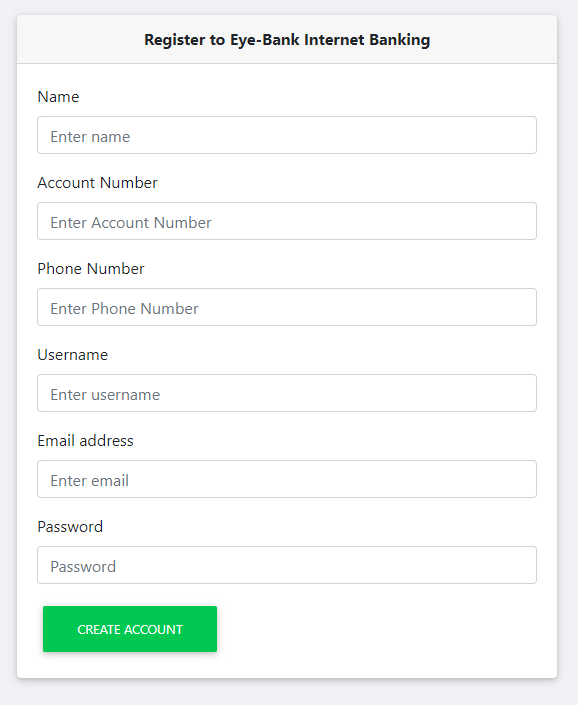 Register to Eye-Bank Internet Banking
Name
Enter name
Account Number
Enter Account Number
Phone Number
Enter Phone Number
Username
Enter username
Email address
Enter email
Password
Password
CREATE ACCOUNT